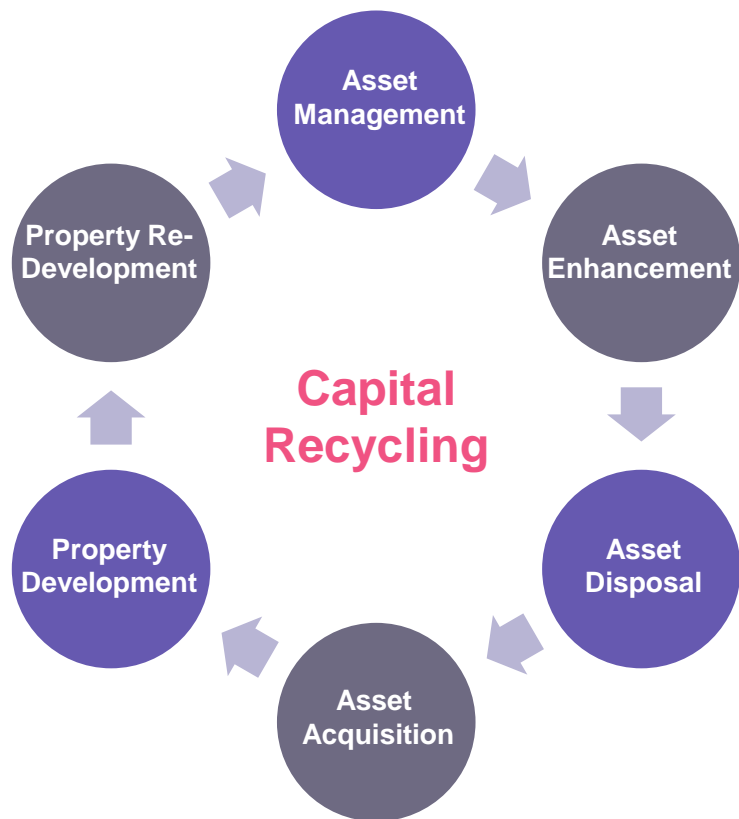 Asset
Management
Asset
Enhancement
Asset
Disposal
Asset
Acquisition
Property
Development
Property Re-
Development
Capital
Recycling